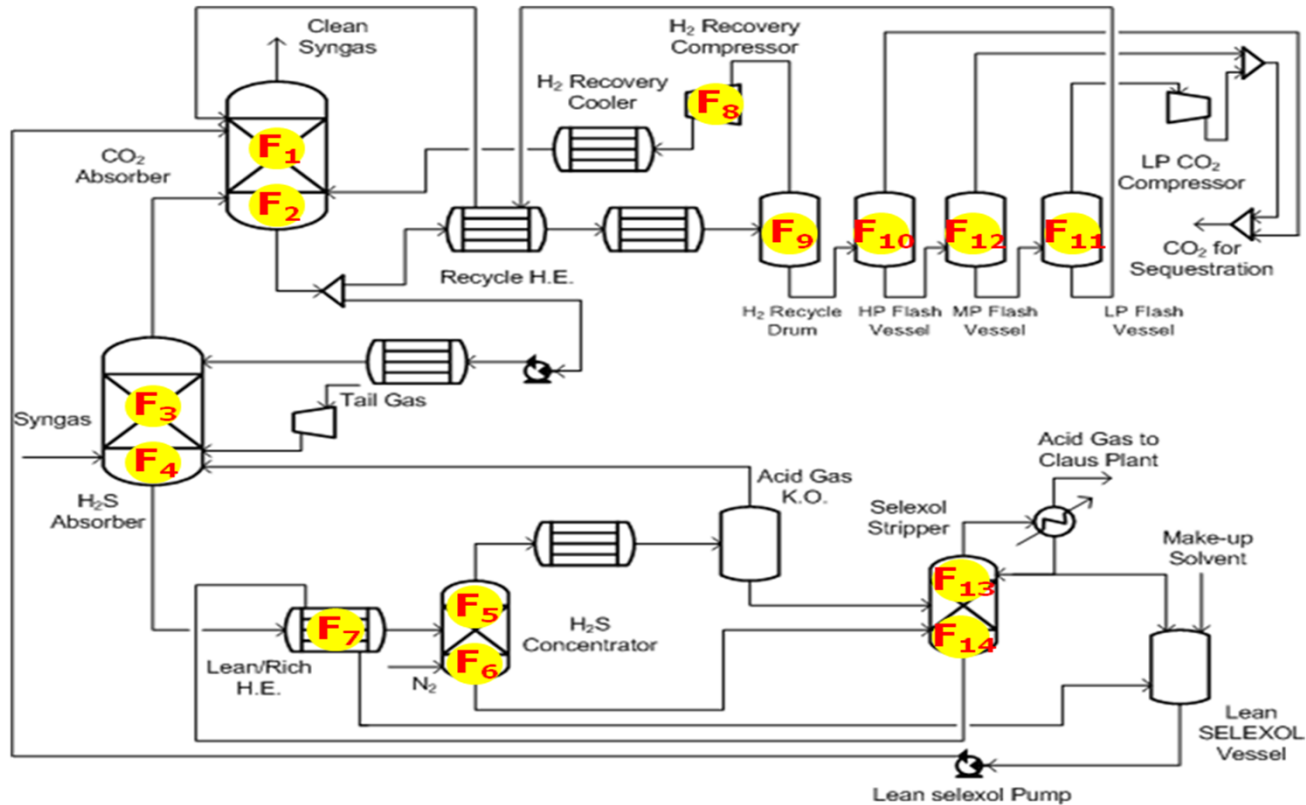 Clean
Syngas
H₂ Recovery
Compressor
H₂ Recovery
Cooler
F₈
F₁
CO₂
Absorber
LP CO₂
Compressor
F₂
F₉
F₁₀
F₁₂
F₁₁
CO₂ for
Sequestration
Recycle H.E.
H₂ Recycle
Drum
HP Flash
Vessel
MP Flash
Vessel
LP Flash
Vessel
Tail Gas
F₃
Syngas
F₄
H₂S
Absorber
Acid Gas to
Claus Plant
Acid Gas
K.O.
Selexol
Stripper
Make-up
Solvent
F₁₃
F₅
F₇
H₂S
Concentrator
F₁₄
F₆
Lean/Rich
H.E.
N₂
Lean
SELEXOL
Vessel
Lean selexol Pump